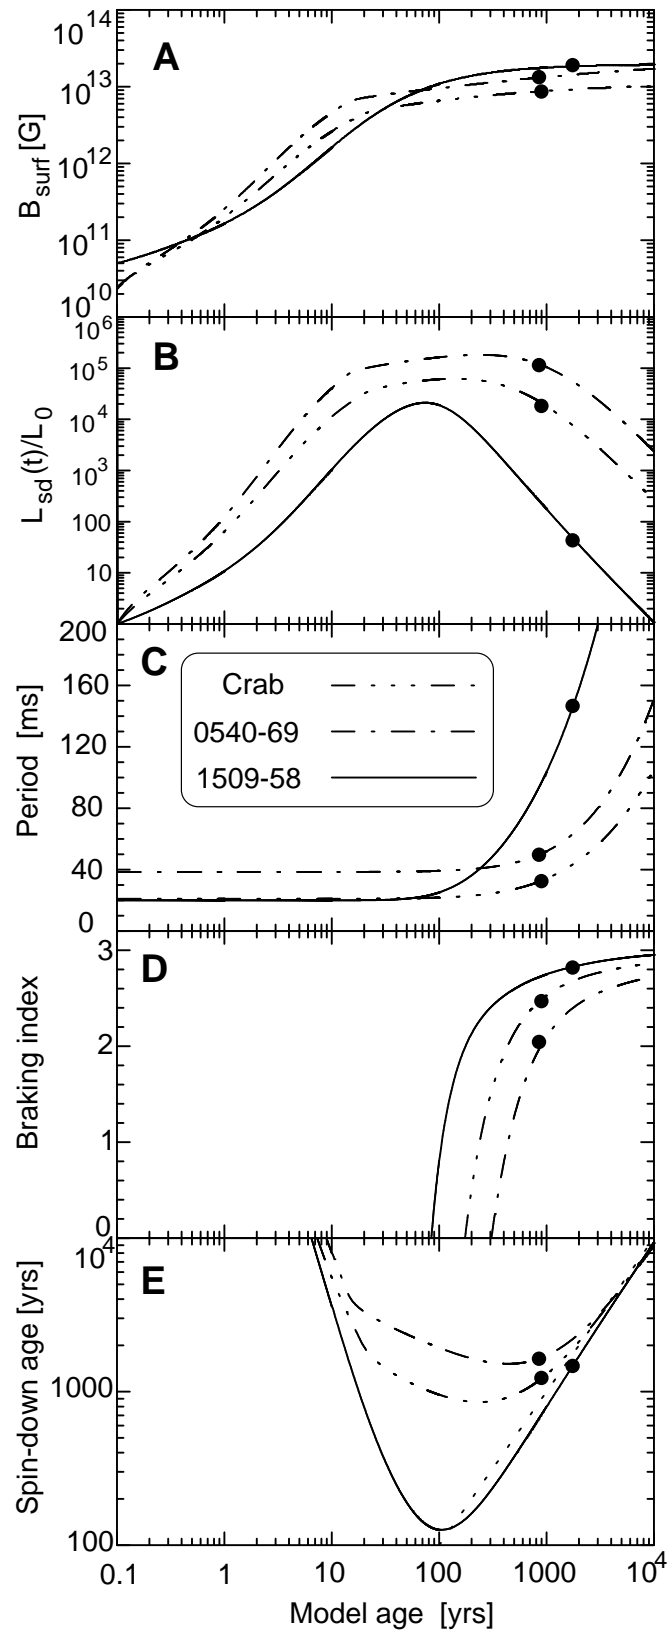 A
10^14
10^13
10^12
10^11
10^10
B_surf [G]
B
10^6
10^5
10^4
10^3
100
10
L_sd(t)/L_0
C
200
160
120
80
40
0
Period [ms]
Crab
0540-69
1509-58
D
3
2
1
0
Braking index
E
10^4
1000
100
Spin-down age [yrs]
0.1 1 10 100 1000 10^4
Model age [yrs]